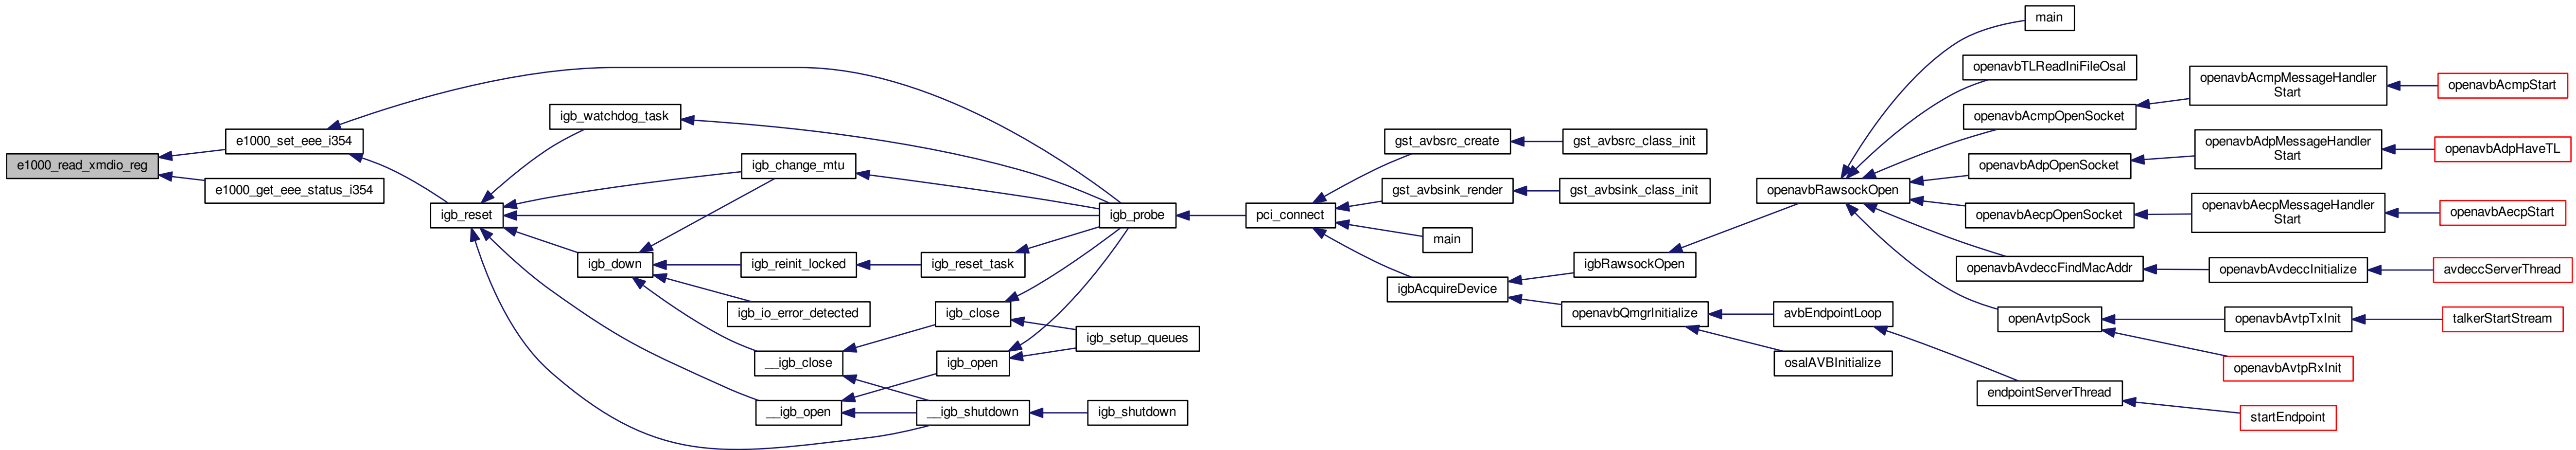 e1000_read_xmdio_reg
e1000_set_eee_i354
e1000_get_eee_status_i354
igb_reset
igb_watchdog_task
igb_change_mtu
igb_down
igb_reinit_locked
igb_reset_task
igb_io_error_detected
igb_close
igb_setup_queues
__igb_close
igb_open
__igb_open
__igb_shutdown
igb_shutdown
igb_probe
pci_connect
gst_avbsrc_create
gst_avbsrc_class_init
gst_avbsink_render
gst_avbsink_class_init
main
igbAcquireDevice
igbRawsockOpen
openavbQmgrInitialize
avbEndpointLoop
osalAVBInitialize
endpointServerThread
startEndpoint
openavbRawsockOpen
main
openavbTLReadIniFileOsal
openavbAcmpOpenSocket
openavbAcmpMessageHandler
Start
openavbAcmpStart
openavbAdpOpenSocket
openavbAdpMessageHandler
Start
openavbAdpHaveTL
openavbAecpOpenSocket
openavbAecpMessageHandler
Start
openavbAecpStart
openavbAvdeccFindMacAddr
openavbAvdeccInitialize
avdeccServerThread
openAvtpSock
openavbAvtpTxInit
talkerStartStream
openavbAvtpRxInit